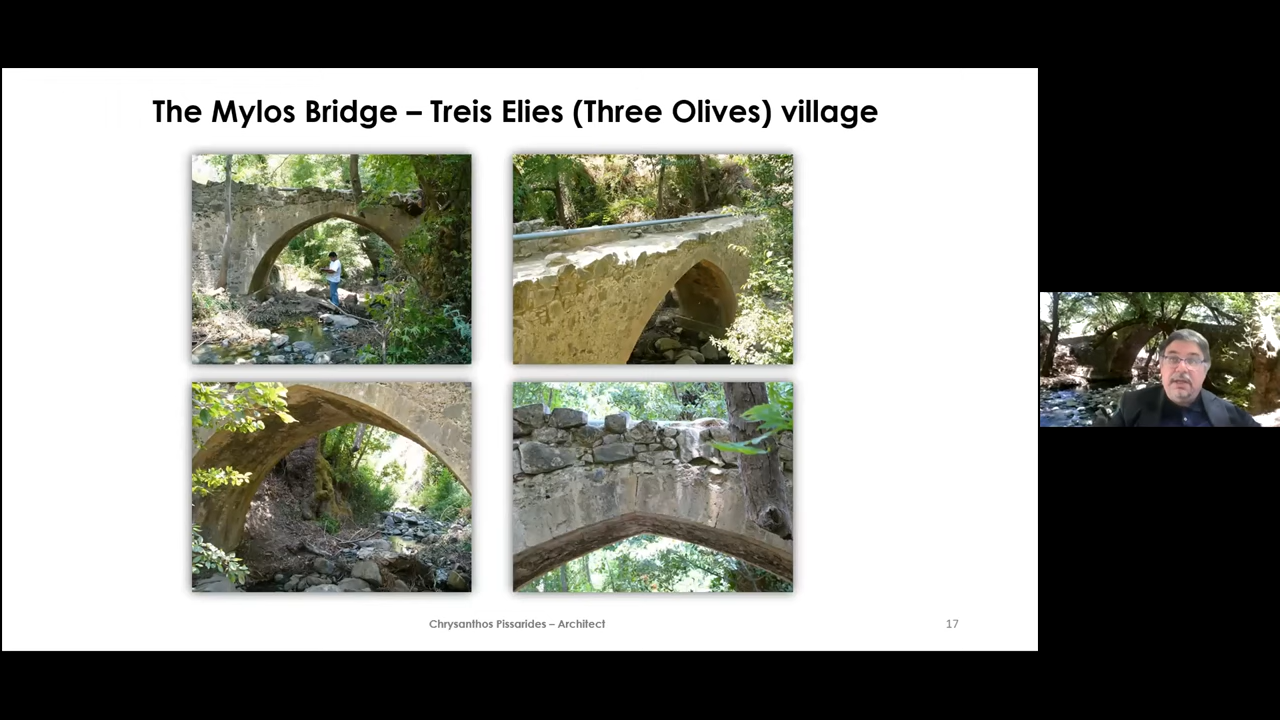 The Mylos Bridge – Treis Elies (Three Olives) village
Chrysanthos Pissarides – Architect
17